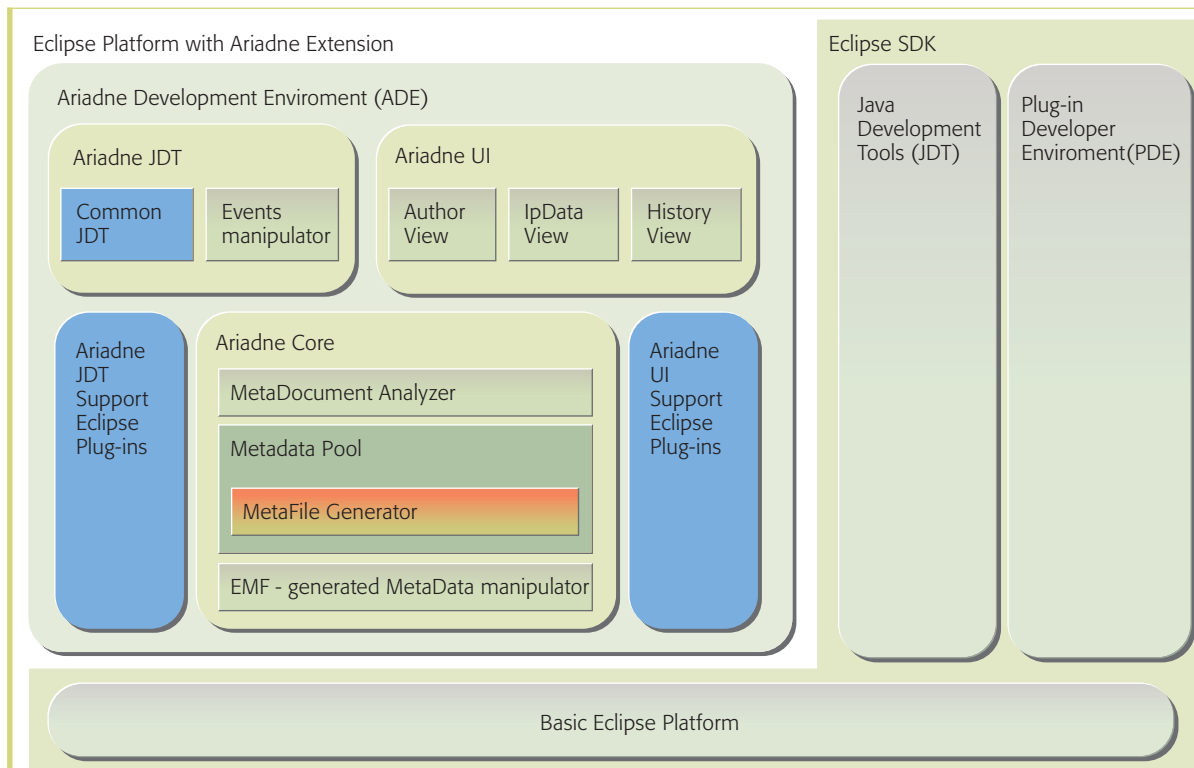 Eclipse Platform with Ariadne Extension
Ariadne Development Enviroment (ADE)
Ariadne JDT
Common
JDT
Events
manipulator
Ariadne UI
Author
View
IpData
View
History
View
Ariadne
JDT
Support
Eclipse
Plug-ins
Ariadne Core
MetaDocument Analyzer
Metadata Pool
MetaFile Generator
EMF - generated MetaData manipulator
Ariadne
UI
Support
Eclipse
Plug-ins
Eclipse SDK
Java
Development
Tools (JDT)
Plug-in
Developer
Enviroment(PDE)
Basic Eclipse Platform